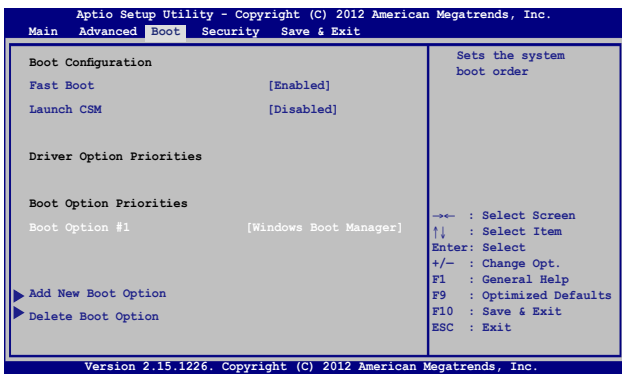 Aptio Setup Utility - Copyright (C) 2012 American Megatrends, Inc.
Main Advanced Boot Security Save & Exit
Boot Configuration
Fast Boot [Enabled]
Launch CSM [Disabled]
Driver Option Priorities
Boot Option Priorities
Boot Option #1 [Windows Boot Manager]
Add New Boot Option
Delete Boot Option
Sets the system
boot order
→← : Select Screen
↑↓ : Select Item
Enter: Select
+/— : Change Opt.
F1 : General Help
F9 : Optimized Defaults
F10 : Save & Exit
ESC : Exit
Version 2.15.1226. Copyright (C) 2012 American Megatrends, Inc.